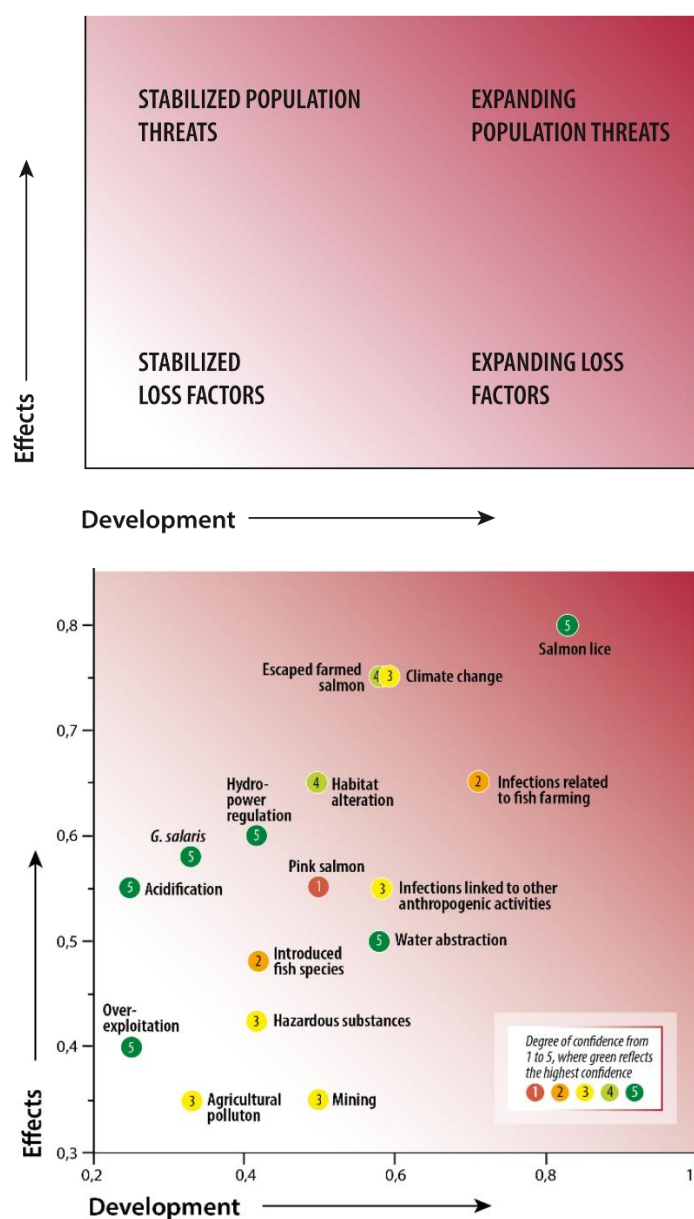 STABILIZED POPULATION
THREATS
EXPANDING
POPULATION THREATS
STABILIZED
LOSS FACTORS
EXPANDING LOSS
FACTORS
Effects
Development
0,8
0,7
0,6
0,5
0,4
0,3
5
Salmon lice
Escaped farmed
salmon
4
3
Climate change
4
Habitat
alteration
2
Infections related
to fish farming
Hydro-
power
regulation
5
G. salaris
5
5
Acidification
Pink salmon
1
3
Infections linked to other
anthropogenic activities
5
Water abstraction
2
Introduced
fish species
3
Hazardous substances
Over-
exploitation
5
3
Agricultural
polluton
3
Mining
Degree of confidence from
1 to 5, where green reflects
the highest confidence
1 2 3 4 5
0,2 0,4 0,6 0,8 1
Effects
Development